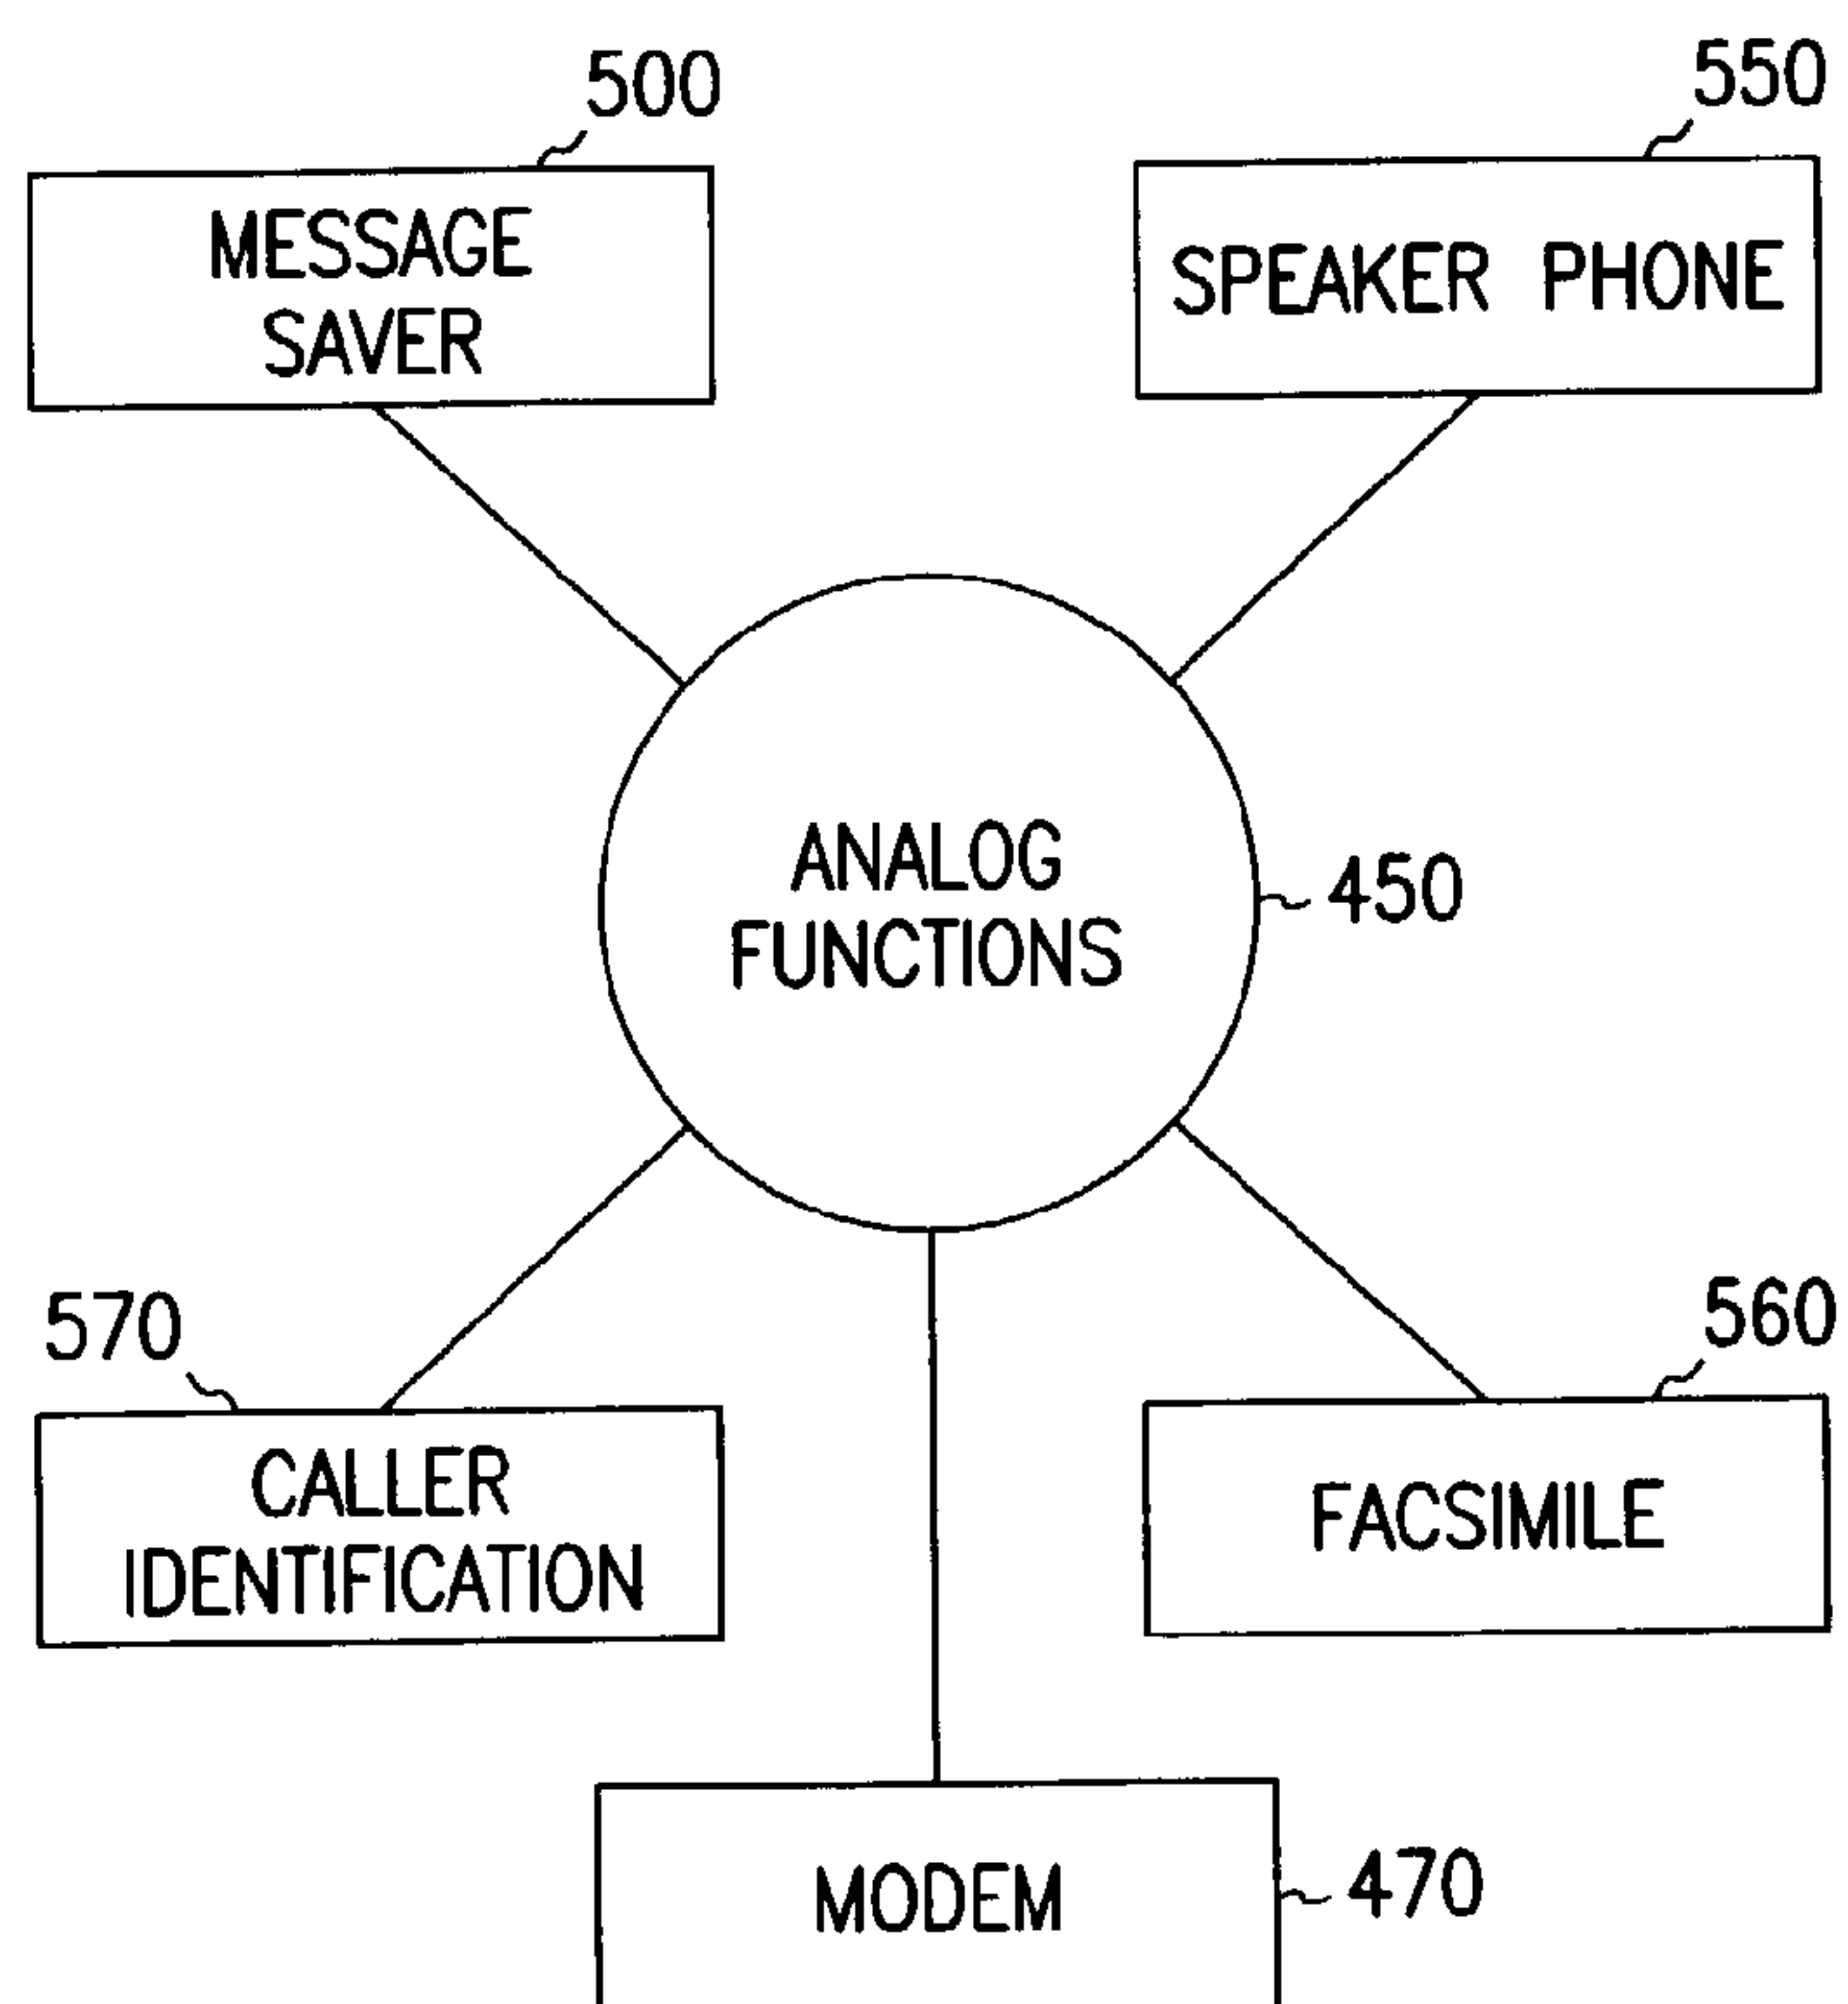 500
MESSAGE
SAVER
550
SPEAKER PHONE
ANALOG
FUNCTIONS
450
570
CALLER
IDENTIFICATION
560
FACSIMILE
MODEM
470